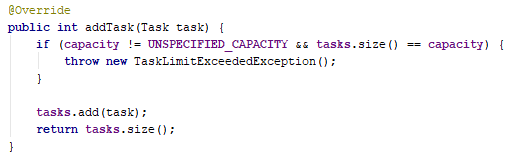 @Override
public int addTask(Task task) {
    if (capacity != UNSPECIFIED_CAPACITY && tasks.size() == capacity) {
        throw new TaskLimitExceededException();
    }

    tasks.add(task);
    return tasks.size();
}